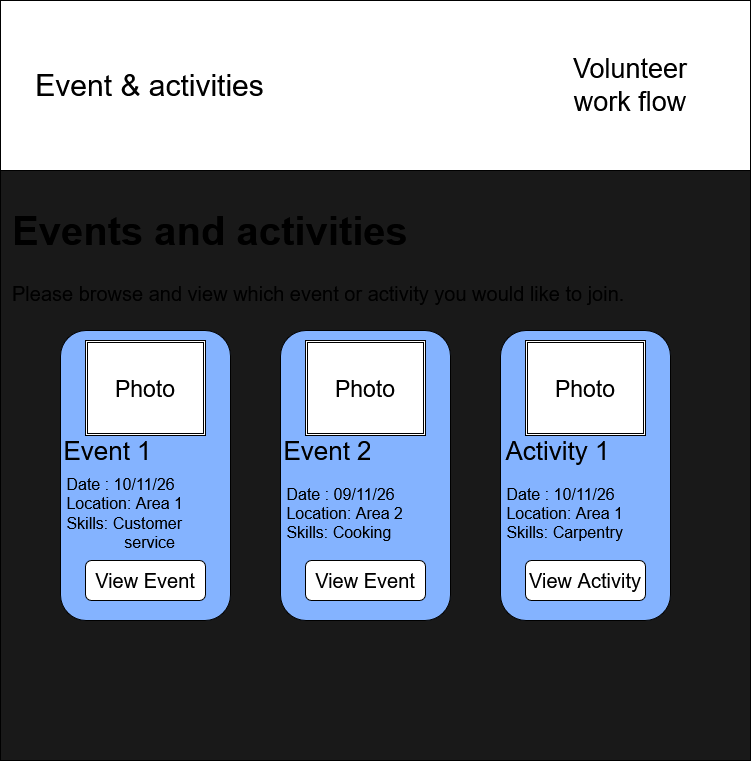 Event & activities
Volunteer
work flow
Events and activities
Please browse and view which event or activity you would like to join.
Photo
Event 1
Date : 10/11/26
Location: Area 1
Skills: Customer
service
View Event
Photo
Event 2
Date : 09/11/26
Location: Area 2
Skills: Cooking
View Event
Photo
Activity 1
Date : 10/11/26
Location: Area 1
Skills: Carpentry
View Activity